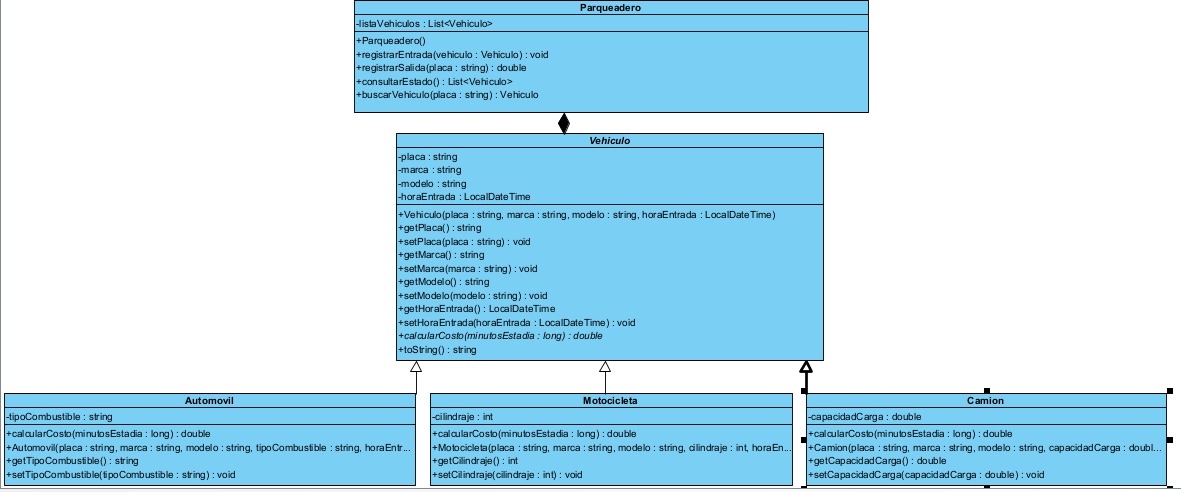 Parqueadero
-listaVehiculos : List<Vehiculo>
+Parqueadero()
+registrarEntrada(vehiculo : Vehiculo) : void
+registrarSalida(placa : string) : double
+consultarEstado() : List<Vehiculo>
+buscarVehiculo(placa : string) : Vehiculo
Vehiculo
-placa : string
-marca : string
-modelo : string
-horaEntrada : LocalDateTime
+Vehiculo(placa : string, marca : string, modelo : string, horaEntrada : LocalDateTime)
+getPlaca() : string
+setPlaca(placa : string) : void
+getMarca() : string
+setMarca(marca : string) : void
+getModelo() : string
+setModelo(modelo : string) : void
+getHoraEntrada() : LocalDateTime
+setHoraEntrada(horaEntrada : LocalDateTime) : void
+calcularCosto(minutosEstadia : long) : double
+toString() : string
Automovil
-tipoCombustible : string
+calcularCosto(minutosEstadia : long) : double
+Automovil(placa : string, marca : string, modelo : string, tipoCombustible : string, horaEntr...
+getTipoCombustible() : string
+setTipoCombustible(tipoCombustible : string) : void
Motocicleta
-cilindraje : int
+calcularCosto(minutosEstadia : long) : double
+Motocicleta(placa : string, marca : string, modelo : string, cilindraje : int, horaEn...
+getCilindraje() : int
+setCilindraje(cilindraje : int) : void
Camion
-capacidadCarga : double
+calcularCosto(minutosEstadia : long) : double
+Camion(placa : string, marca : string, modelo : string, capacidadCarga : doubl...
+getCapacidadCarga() : double
+setCapacidadCarga(capacidadCarga : double) : void